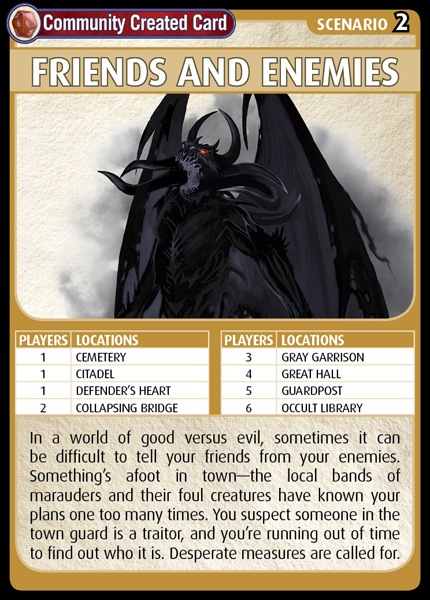 Community Created Card
SCENARIO 2
FRIENDS AND ENEMIES
PLAYERS LOCATIONS
1 CEMETERY
1 CITADEL
1 DEFENDER'S HEART
2 COLLAPSING BRIDGE
PLAYERS LOCATIONS
3 GRAY GARRISON
4 GREAT HALL
5 GUARDPOST
6 OCCULT LIBRARY
In a world of good versus evil, sometimes it can
be difficult to tell your friends from your enemies.
Something's afoot in town—the local bands of
marauders and their foul creatures have known your
plans one too many times. You suspect someone in the
town guard is a traitor, and you're running out of time
to find out who it is. Desperate measures are called for.